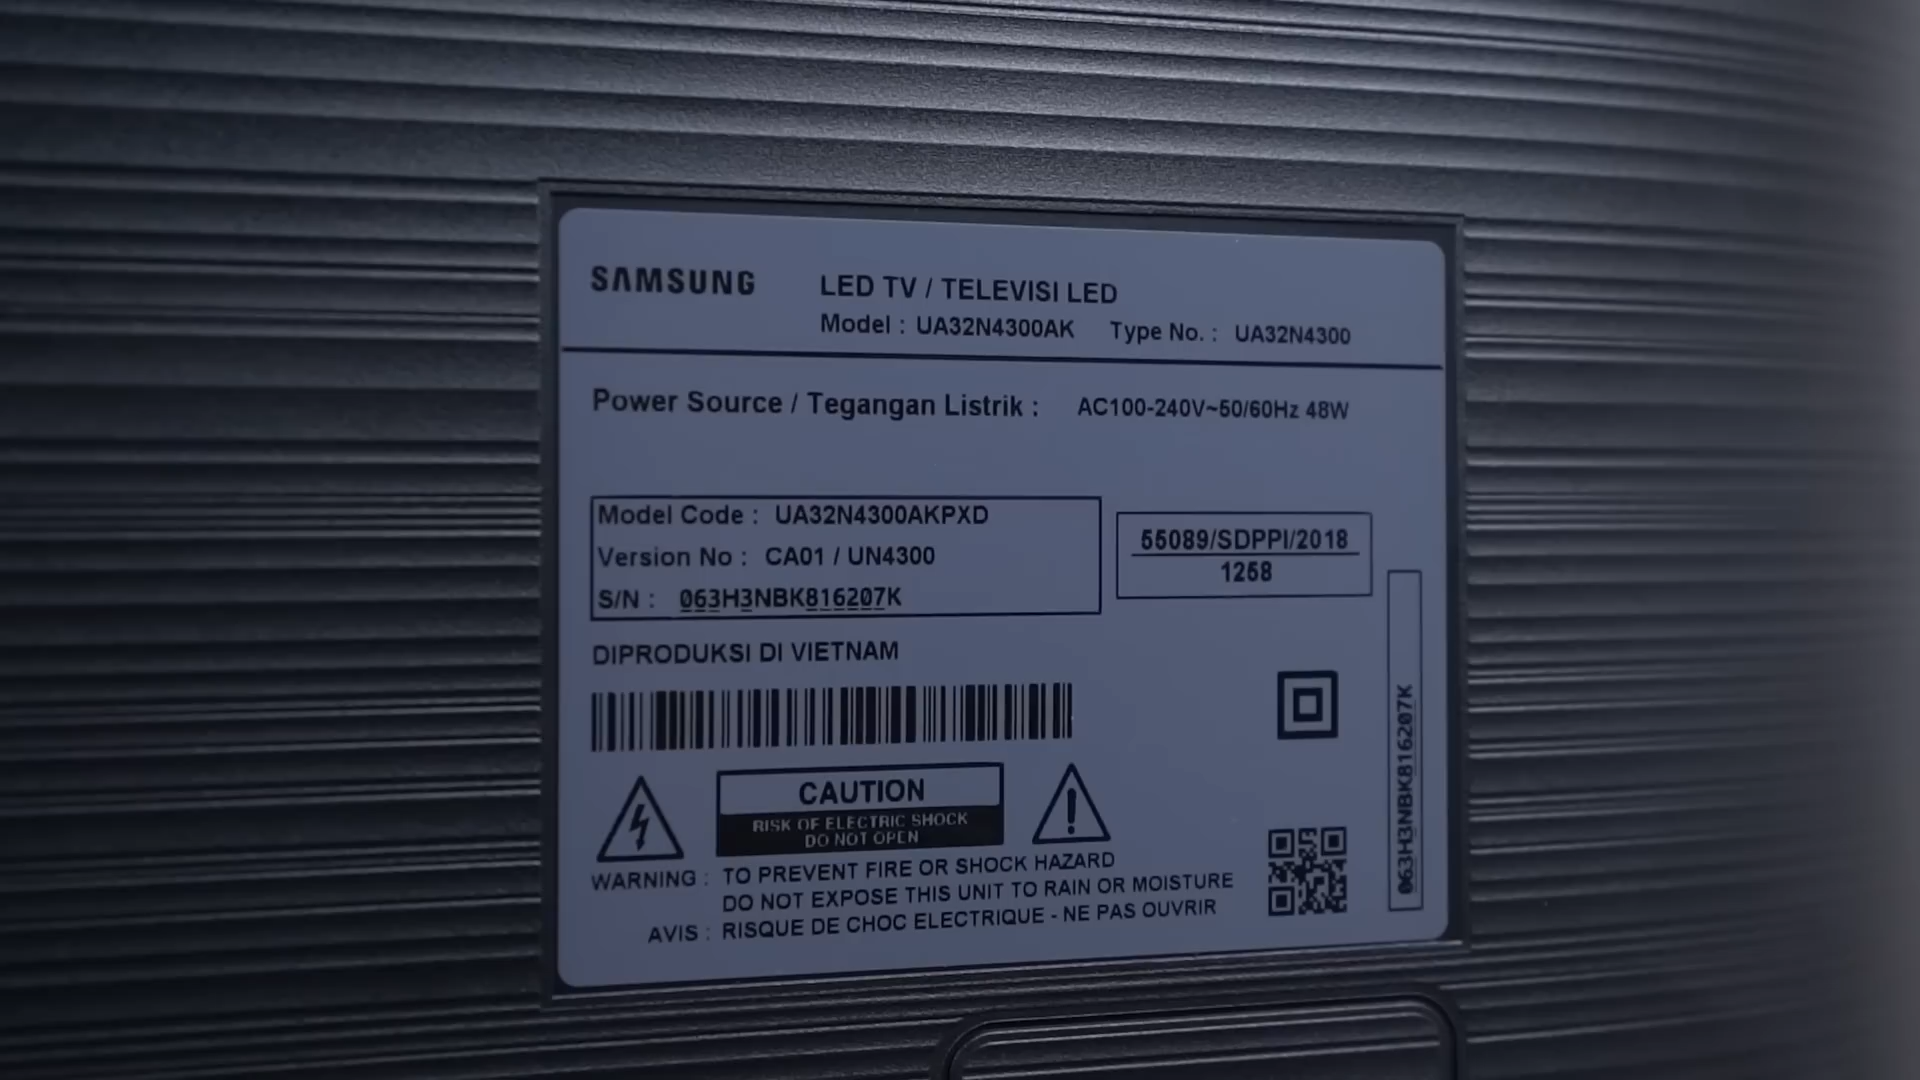 SAMSUNG
LED TV / TELEVISI LED
Model : UA32N4300AK Type No. : UA32N4300
Power Source / Tegangan Listrik : AC100-240V~50/60Hz 48W
Model Code : UA32N4300AKPXD
Version No : CA01 / UN4300
S/N : 063H3NBK816207K
55089/SDPPI/2018
1258
DIPRODUKSI DI VIETNAM
063H3NBK816207K
CAUTION
RISK OF ELECTRIC SHOCK
DO NOT OPEN
WARNING : TO PREVENT FIRE OR SHOCK HAZARD
DO NOT EXPOSE THIS UNIT TO RAIN OR MOISTURE
AVIS : RISQUE DE CHOC ELECTRIQUE - NE PAS OUVRIR